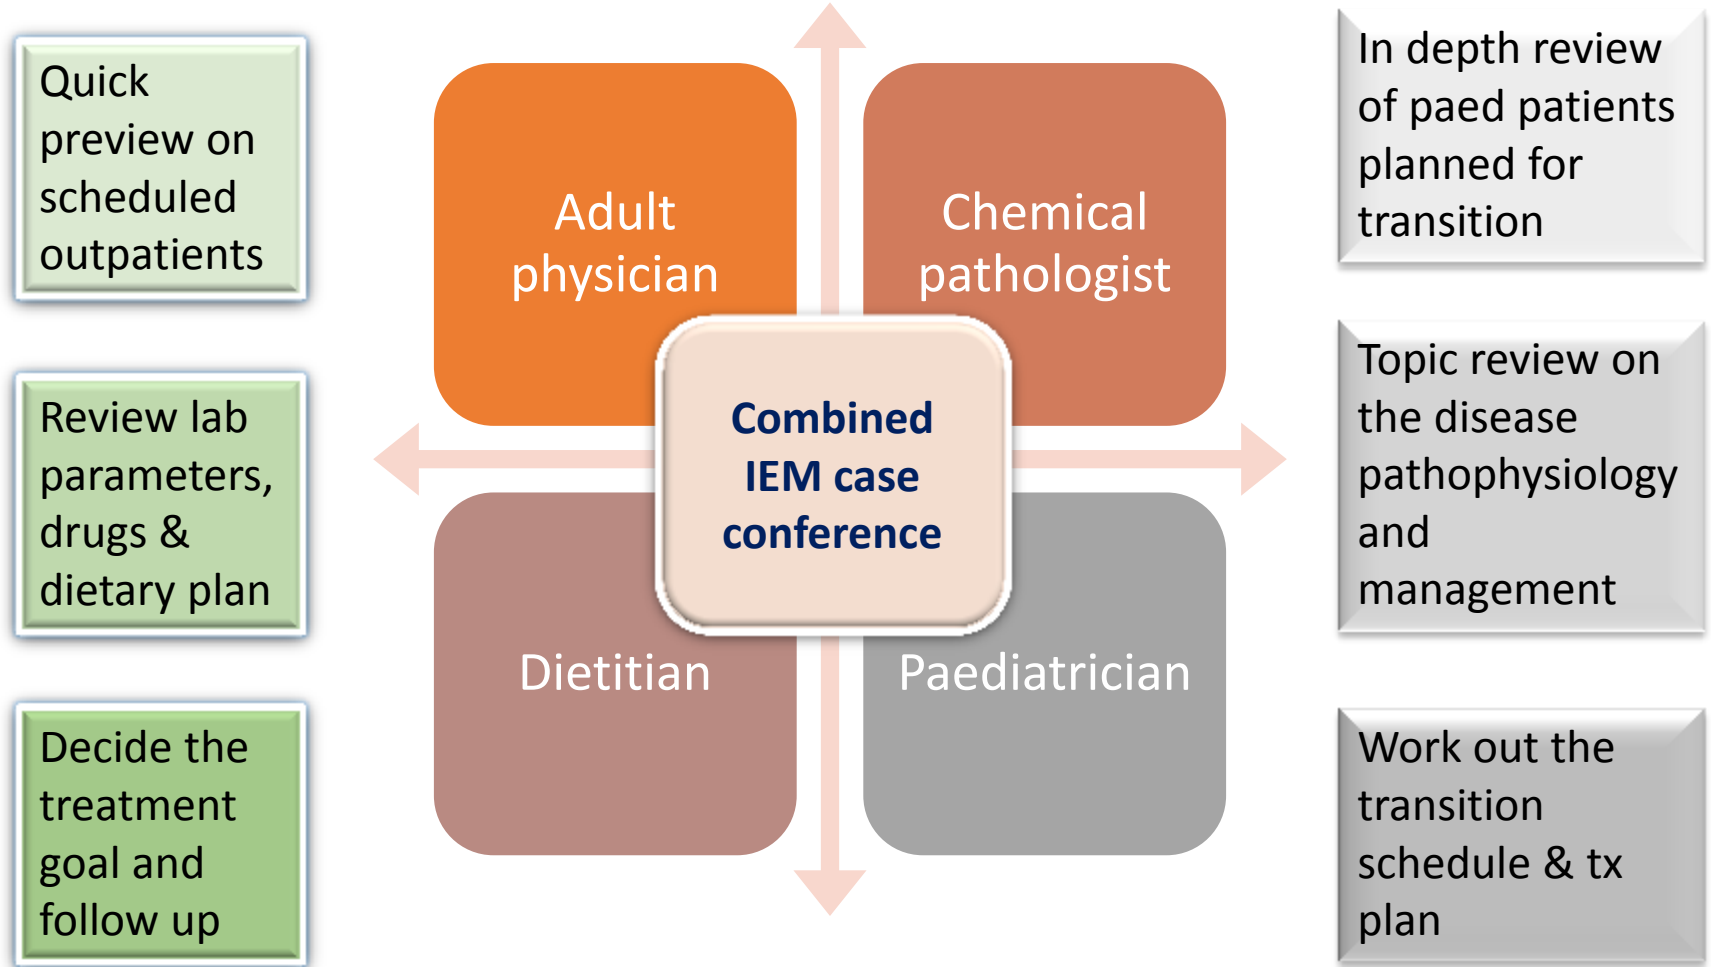 Quick
preview on
scheduled
outpatients
Review lab
parameters,
drugs &
dietary plan
Decide the
treatment
goal and
follow up
Adult
physician
Chemical
pathologist
Combined
IEM case
conference
Dietitian
Paediatrician
In depth review
of paed patients
planned for
transition
Topic review on
the disease
pathophysiology
and
management
Work out the
transition
schedule & tx
plan